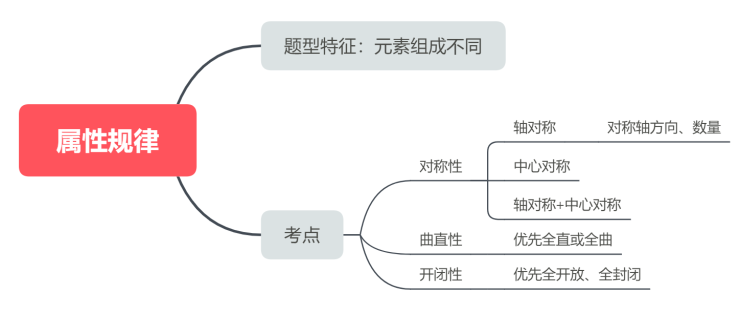 属性规律
题型特征：元素组成不同
考点
对称性
轴对称
对称轴方向、数量
中心对称
轴对称+中心对称
曲直性
优先全直或全曲
开闭性
优先全开放、全封闭